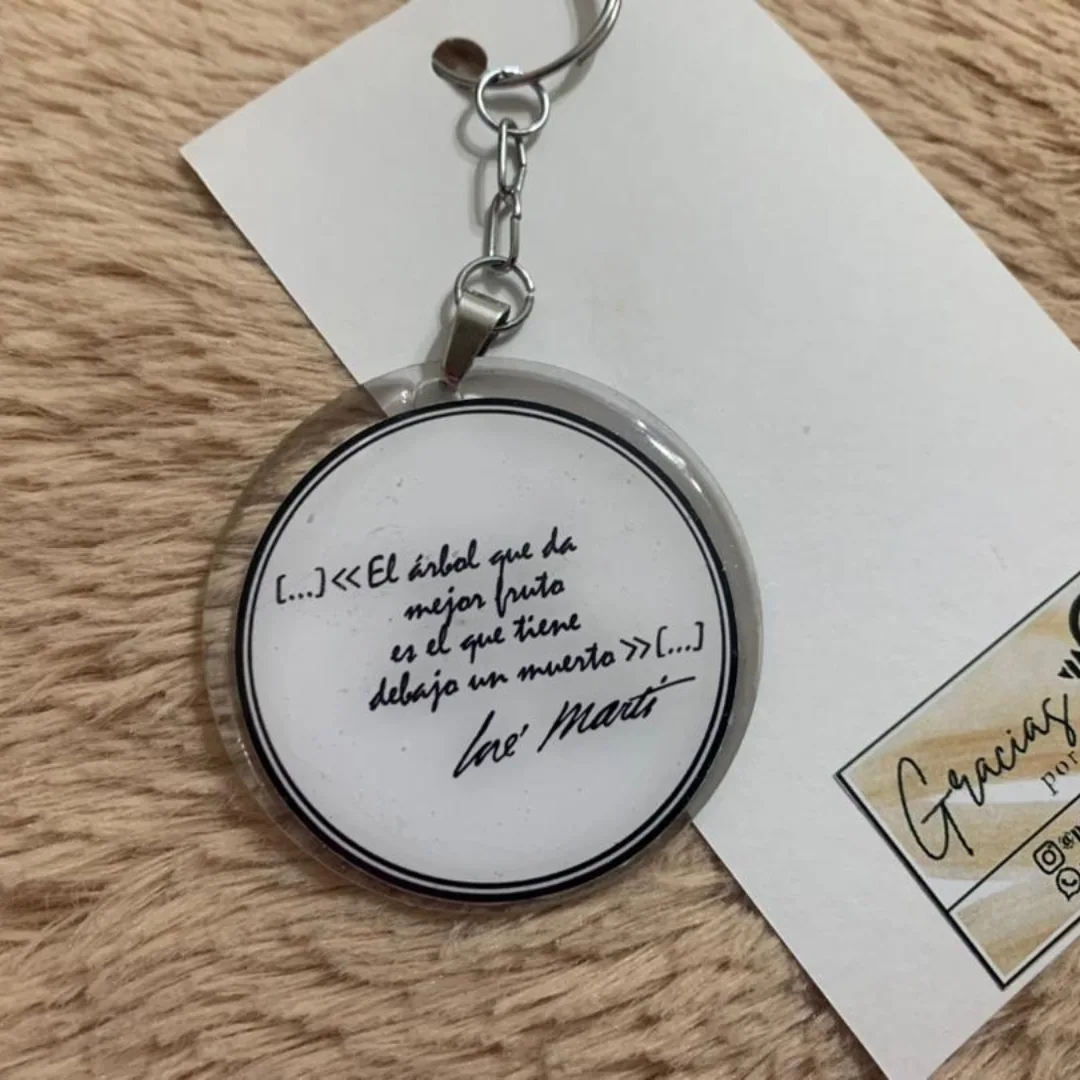 [...] <<El árbol que da
mejor fruto
es el que tiene
debajo un muerto >> [...]
José Martí
Gracias
por